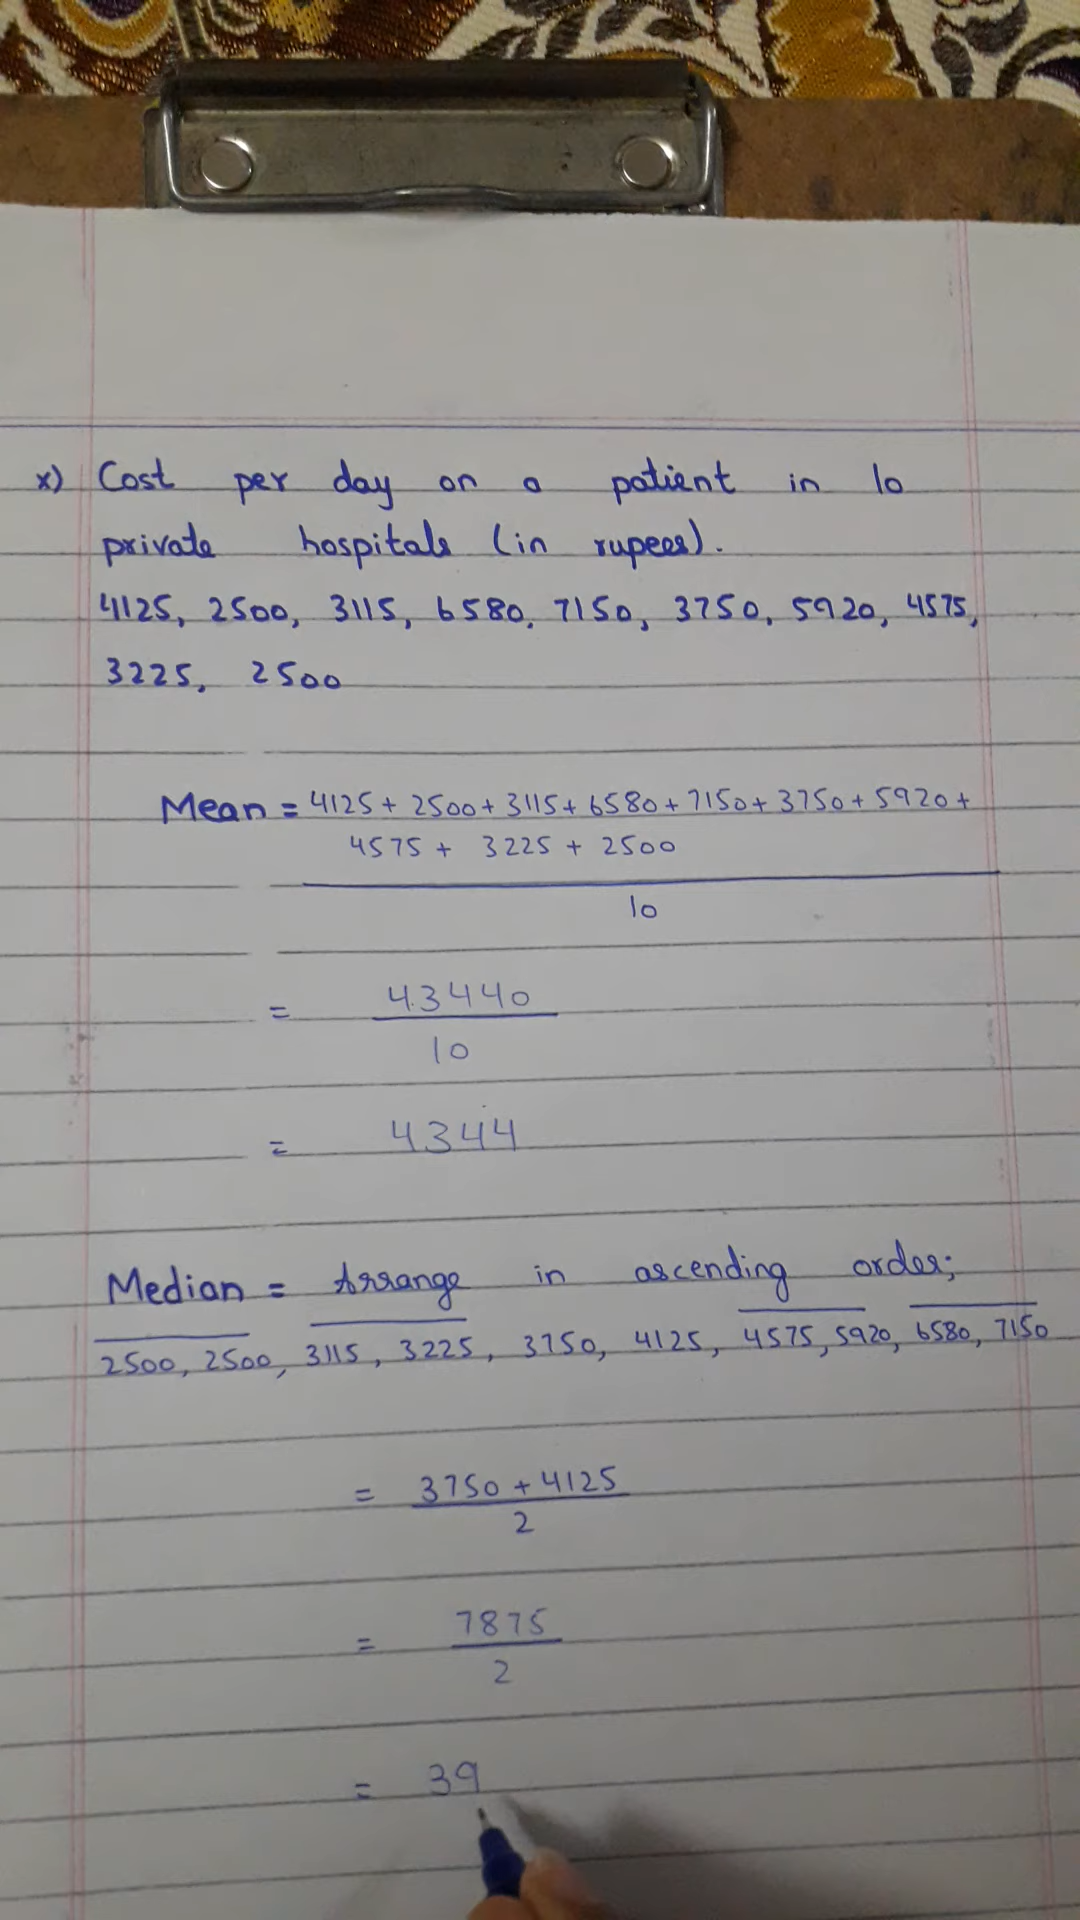 x) Cost per day on a patient in 10
private hospitals (in rupees).
4125, 2500, 3115, 6580, 7150, 3750, 5920, 4575,
3225, 2500
Mean = 4125 + 2500 + 3115 + 6580 + 7150 + 3750 + 5920 +
4575 + 3225 + 2500
10
= 43440
10
= 4344
Median = Arrange in ascending order;
2500, 2500, 3115, 3225, 3750, 4125, 4575, 5920, 6580, 7150
= 3750 + 4125
2
= 7875
2
= 39